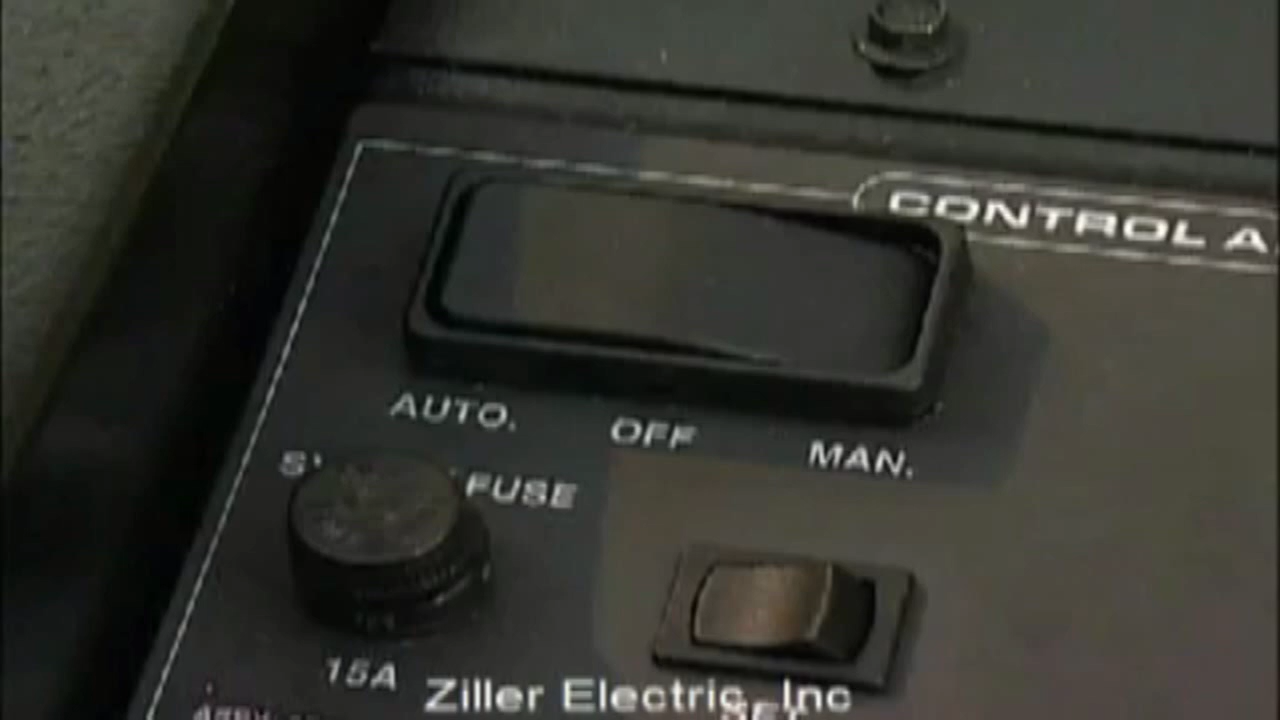 CONTROL A
AUTO. OFF MAN.
FUSE
15A
Ziller Electric, Inc